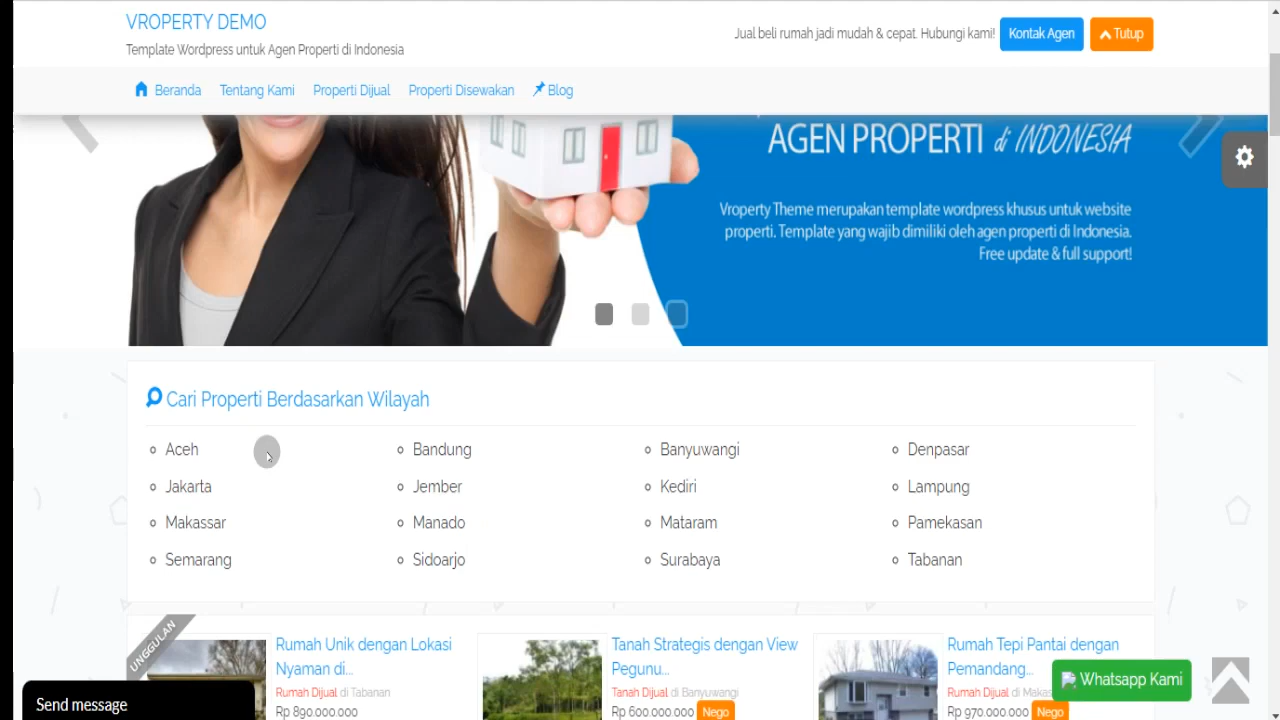 VROPERTY DEMO
Template Wordpress untuk Agen Properti di Indonesia
Jual beli rumah jadi mudah & cepat. Hubungi kami!
Kontak Agen
Tutup
Beranda
Tentang Kami
Properti Dijual
Properti Disewakan
Blog
AGEN PROPERTI di INDONESIA
Vroperty Theme merupakan template wordpress khusus untuk website
properti. Template yang wajib dimiliki oleh agen properti di Indonesia.
Free update & full support!
Cari Properti Berdasarkan Wilayah
Aceh
Bandung
Banyuwangi
Denpasar
Jakarta
Jember
Kediri
Lampung
Makassar
Manado
Mataram
Pamekasan
Semarang
Sidoarjo
Surabaya
Tabanan
UNGGULAN
Rumah Unik dengan Lokasi
Nyaman di...
Rumah Dijual di Tabanan
Rp 890.000.000
Tanah Strategis dengan View
Pegunu...
Tanah Dijual di Banyuwangi
Rp 600.000.000 Nego
Rumah Tepi Pantai dengan
Pemandang...
Rumah Dijual di Makas
Rp 970.000.000 Nego
Whatsapp Kami
Send message